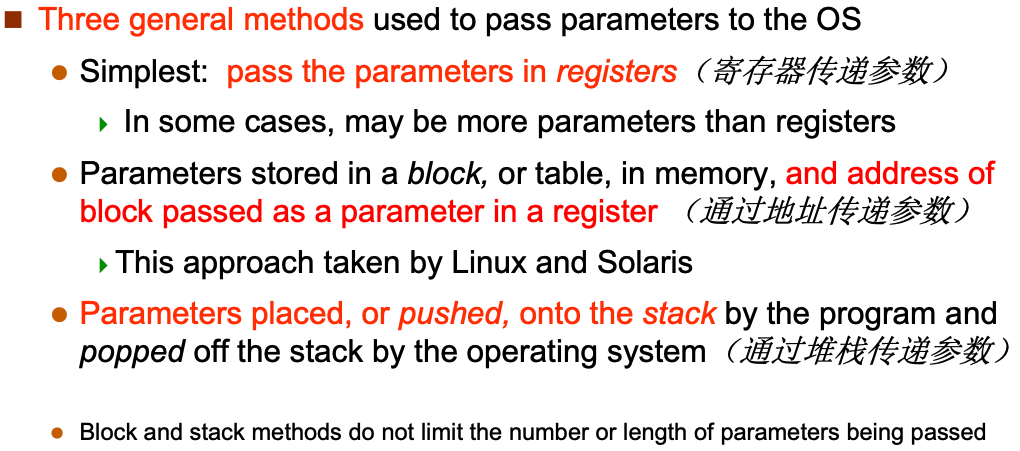 Three general methods used to pass parameters to the OS
Simplest: pass the parameters in registers（寄存器传递参数）
In some cases, may be more parameters than registers
Parameters stored in a block, or table, in memory, and address of
block passed as a parameter in a register （通过地址传递参数）
This approach taken by Linux and Solaris
Parameters placed, or pushed, onto the stack by the program and
popped off the stack by the operating system（通过堆栈传递参数）
Block and stack methods do not limit the number or length of parameters being passed